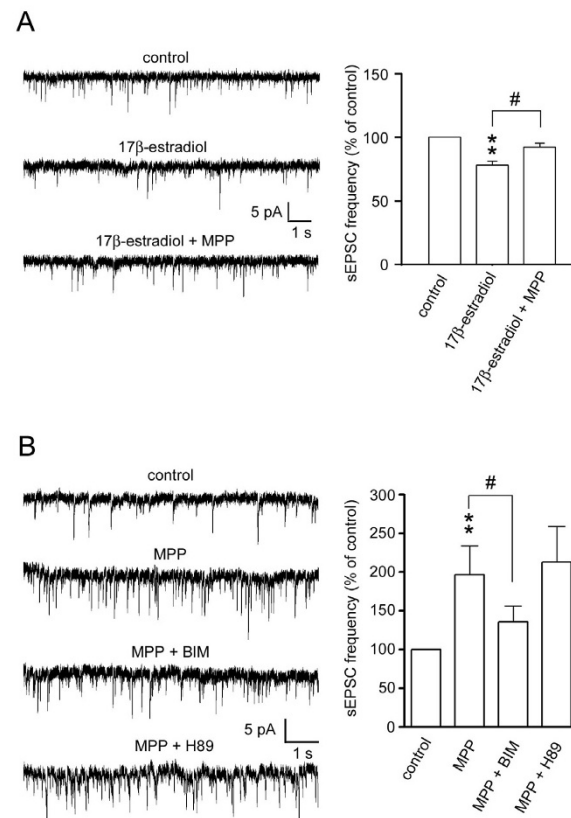 A
control
17β-estradiol
5 pA
1 s
17β-estradiol + MPP
sEPSC frequency (% of control)
150
100
50
0
#
**
control
17β-estradiol
17β-estradiol + MPP
B
control
MPP
MPP + BIM
5 pA
1 s
MPP + H89
sEPSC frequency (% of control)
300
250
200
150
100
50
0
#
**
control
MPP
MPP + BIM
MPP + H89